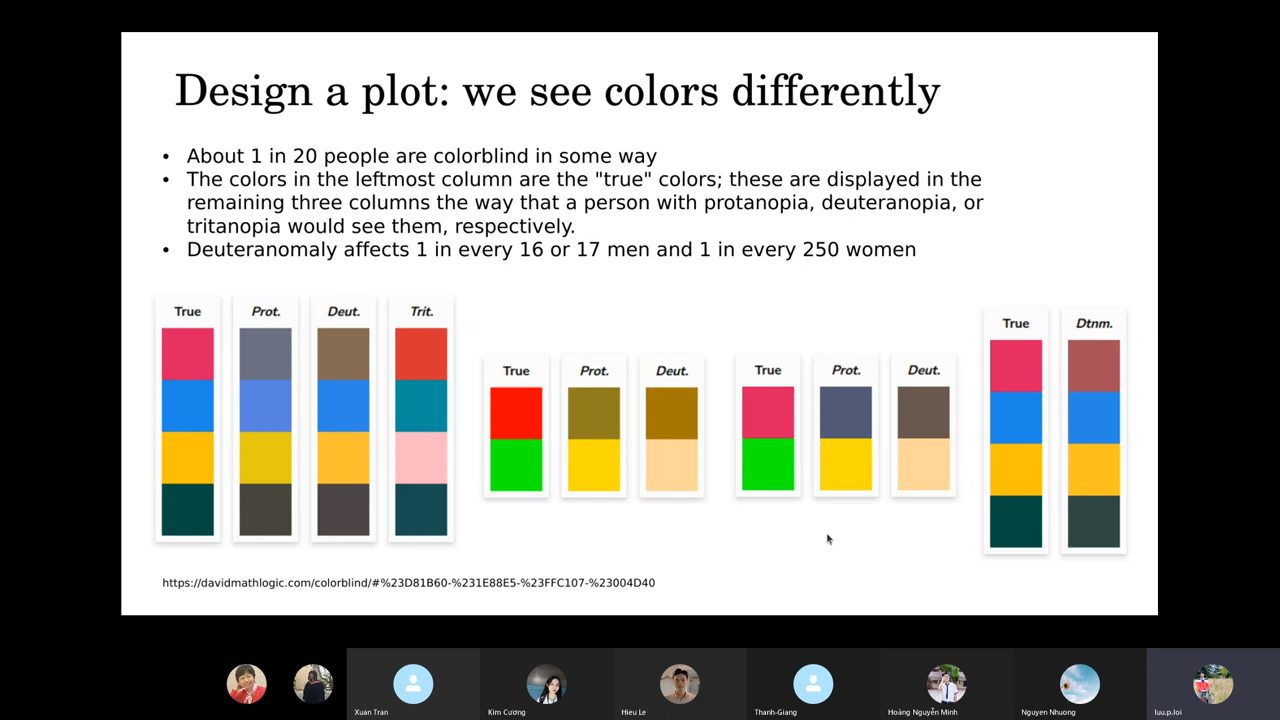 Design a plot: we see colors differently
• About 1 in 20 people are colorblind in some way
• The colors in the leftmost column are the "true" colors; these are displayed in the
remaining three columns the way that a person with protanopia, deuteranopia, or
tritanopia would see them, respectively.
• Deuteranomaly affects 1 in every 16 or 17 men and 1 in every 250 women
True Prot. Deut. Trit.
True Prot. Deut.
True Prot. Deut.
True Dtnm.
https://davidmathlogic.com/colorblind/#%23D81B60-%231E88E5-%23FFC107-%23004D40
Xuan Tran
Kim Cương
Hieu Le
Thanh-Giang
Hoàng Nguyễn Minh
Nguyen Nhuong
luu.p.loi